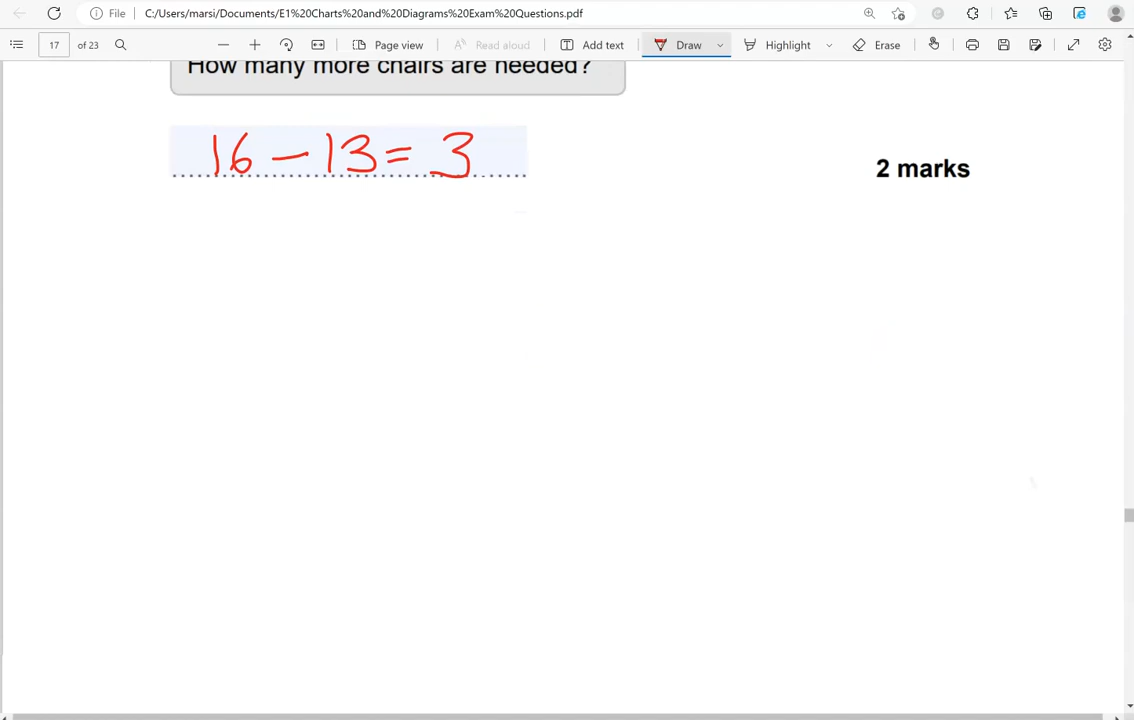 File
C:/Users/marsi/Documents/E1%20Charts%20and%20Diagrams%20Exam%20Questions.pdf
17 of 23
Page view
Read aloud
Add text
Draw
Highlight
Erase
How many more chairs are needed?
16 - 13 = 3
2 marks